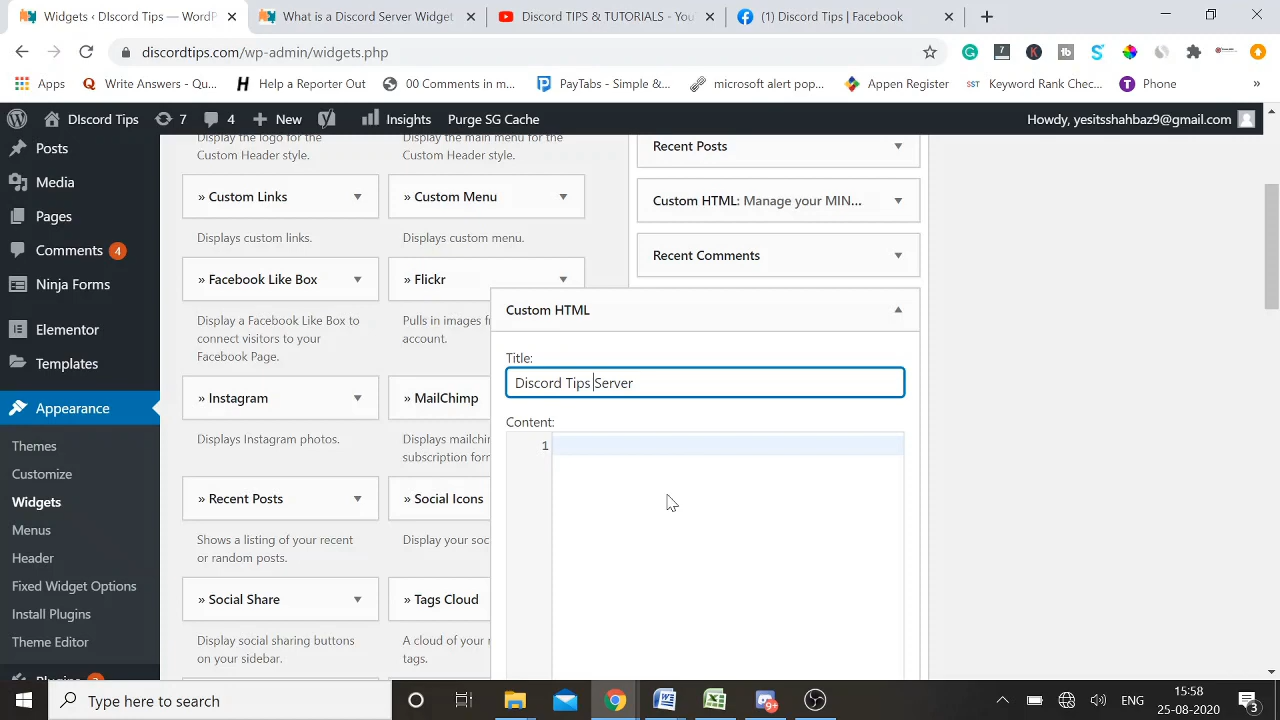 DIscord Tips — WordP
What is a Discord Server Widget
Discord TIPS & TUTORIALS - You
(1) Discord Tips | Facebook
discordtips.com/wp-admin/widgets.php
Apps
Write Answers - Qu...
Help a Reporter Out
00 Comments in m...
PayTabs - Simple &...
microsoft alert pop...
Appen Register
SST
Keyword Rank Chec...
Phone
»
DIscord Tips
7
4
New
Insights
Purge SG Cache
Howdy, yesitsshahbaz9@gmail.com
Posts
Media
Pages
Comments 4
Ninja Forms
Elementor
Templates
Appearance
Themes
Customize
Widgets
Menus
Header
Fixed Widget Options
Install Plugins
Theme Editor
Display the logo for the
Custom Header style.
Display the main menu for the
Custom Header style.
» Custom Links
» Custom Menu
Displays custom links.
Displays custom menu.
» Facebook Like Box
» Flickr
Display a Facebook Like Box to
connect visitors to your
Facebook Page.
Pulls in images
account.
» Instagram
» MailChimp
Displays Instagram photos.
Displays mailchi
subscription for
» Recent Posts
» Social Icons
Shows a listing of your recent
or random posts.
Display your soc
» Social Share
» Tags Cloud
Display social sharing buttons
on your sidebar.
A cloud of your
tags.
Recent Posts
Custom HTML: Manage your MIN...
Recent Comments
Custom HTML
Title:
Discord Tips Server
Content:
1
Type here to search
ENG
15:58
25-08-2020
3